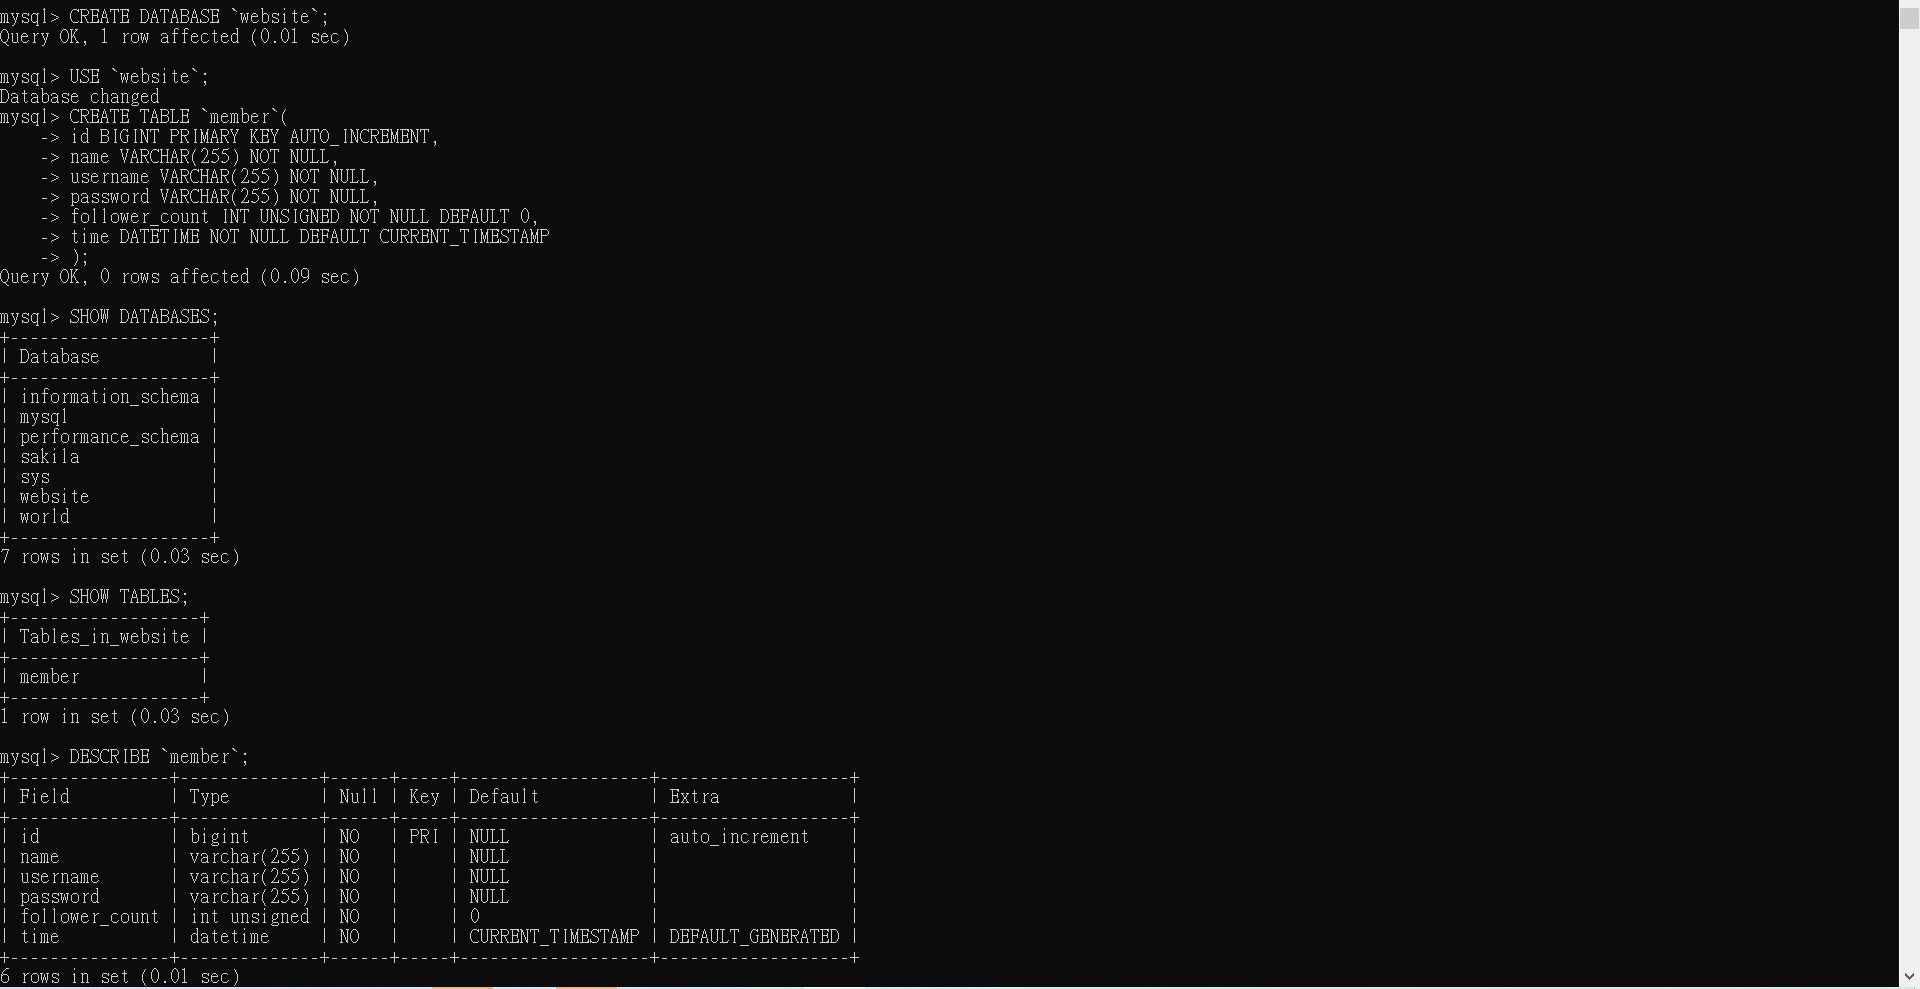 mysql> CREATE DATABASE `website`;
Query OK, 1 row affected (0.01 sec)
mysql> USE `website`;
Database changed
mysql> CREATE TABLE `member`(
    -> id BIGINT PRIMARY KEY AUTO_INCREMENT,
    -> name VARCHAR(255) NOT NULL,
    -> username VARCHAR(255) NOT NULL,
    -> password VARCHAR(255) NOT NULL,
    -> follower_count INT UNSIGNED NOT NULL DEFAULT 0,
    -> time DATETIME NOT NULL DEFAULT CURRENT_TIMESTAMP
    -> );
Query OK, 0 rows affected (0.09 sec)
mysql> SHOW DATABASES;
+--------------------+
| Database           |
+--------------------+
| information_schema |
| mysql              |
| performance_schema |
| sakila             |
| sys                |
| website            |
| world              |
+--------------------+
7 rows in set (0.03 sec)
mysql> SHOW TABLES;
+-------------------+
| Tables_in_website |
+-------------------+
| member            |
+-------------------+
1 row in set (0.03 sec)
mysql> DESCRIBE `member`;
+----------------+--------------+------+-----+-------------------+-------------------+
| Field          | Type         | Null | Key | Default           | Extra             |
+----------------+--------------+------+-----+-------------------+-------------------+
| id             | bigint       | NO   | PRI | NULL              | auto_increment    |
| name           | varchar(255) | NO   |     | NULL              |                   |
| username       | varchar(255) | NO   |     | NULL              |                   |
| password       | varchar(255) | NO   |     | NULL              |                   |
| follower_count | int unsigned | NO   |     | 0                 |                   |
| time           | datetime     | NO   |     | CURRENT_TIMESTAMP | DEFAULT_GENERATED |
+----------------+--------------+------+-----+-------------------+-------------------+
6 rows in set (0.01 sec)